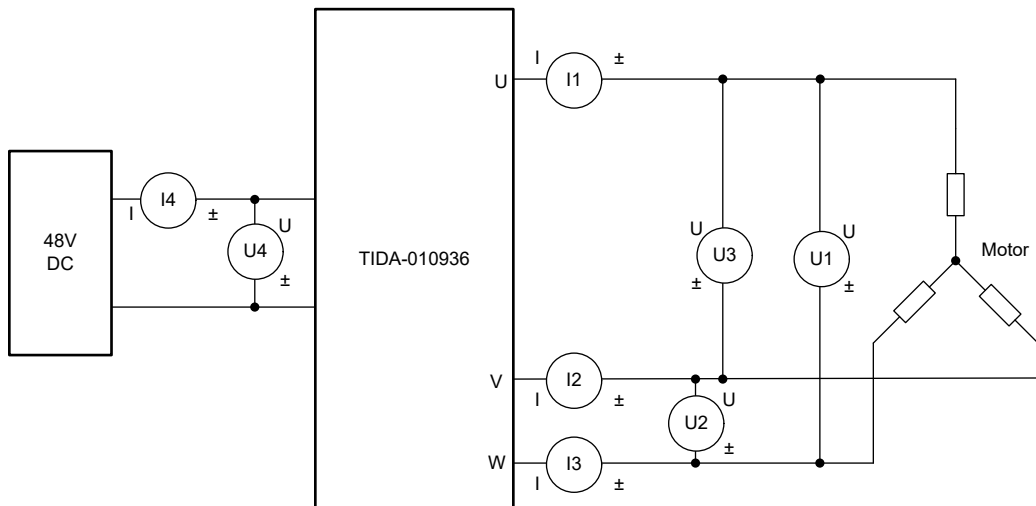 I
I1
±
U
48V
DC
I
I4
±
U
U4
±
TIDA-010936
U
U3
±
U
U1
±
Motor
V
I
I2
±
U
U2
±
W
I
I3
±